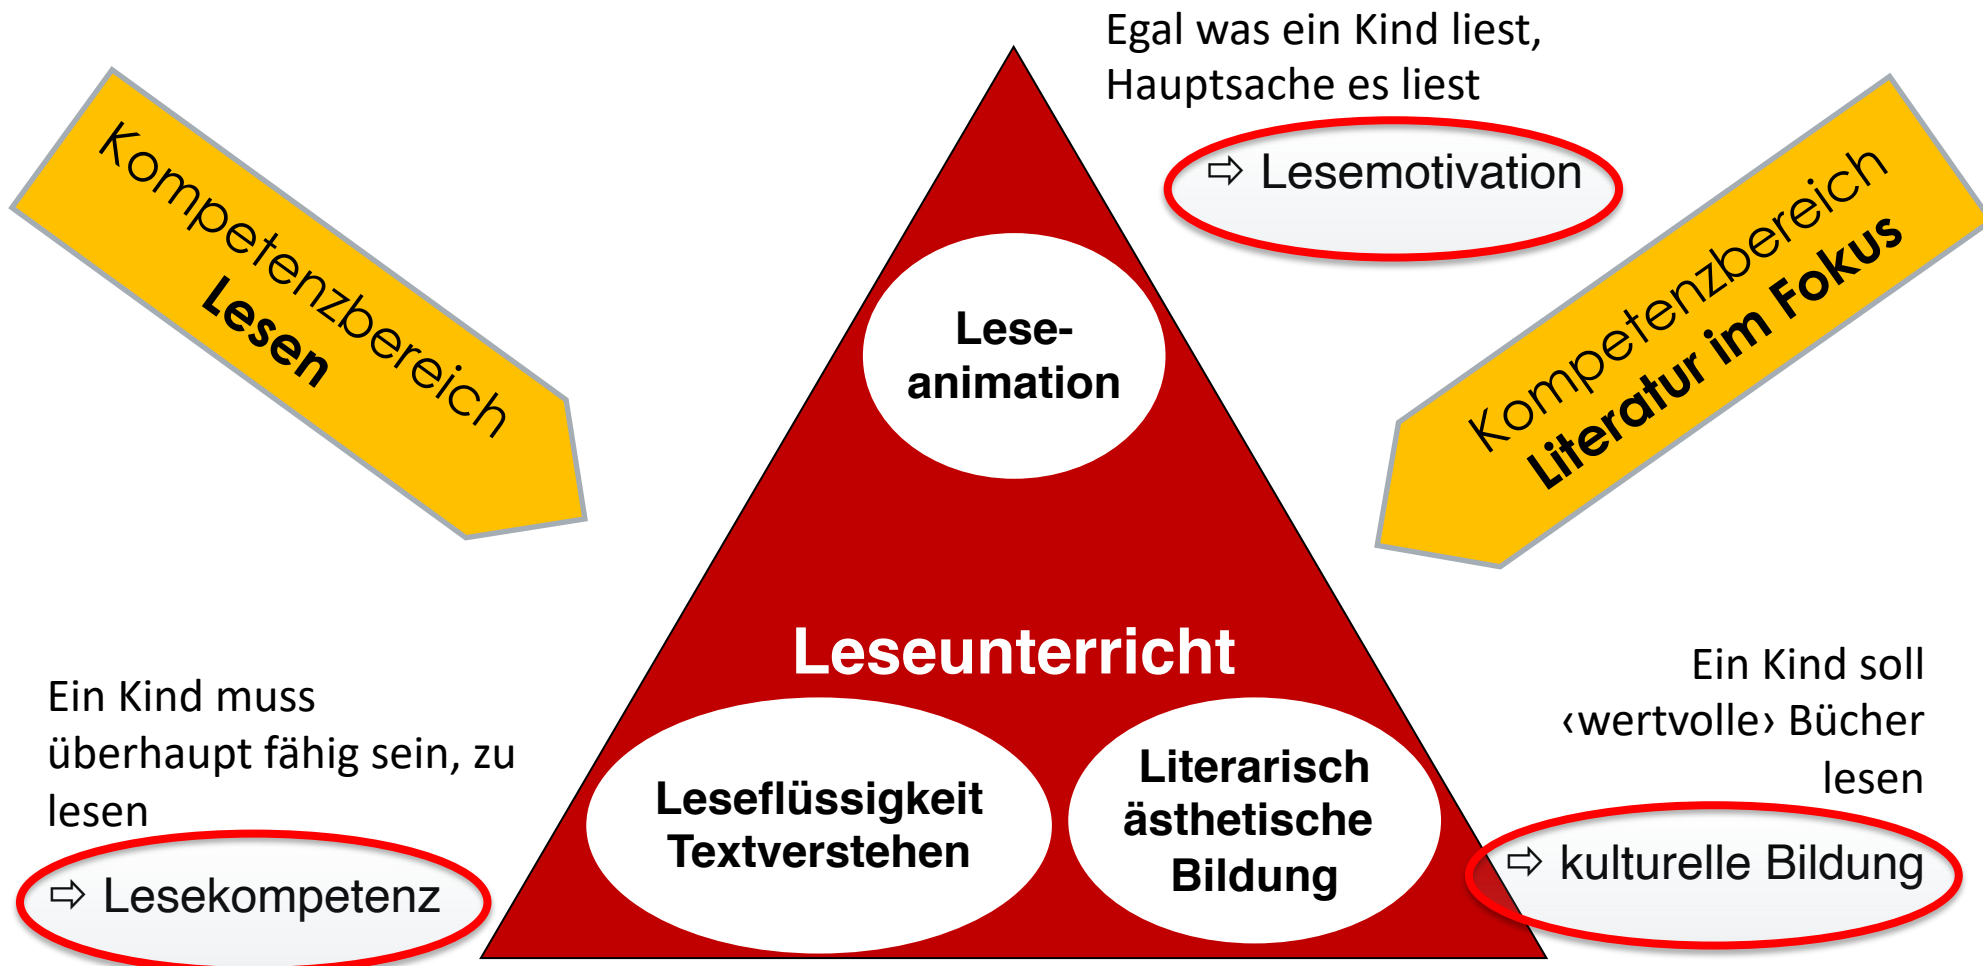 Egal was ein Kind liest,
Hauptsache es liest
⇨ Lesemotivation
Kompetenzbereich
Lesen
Kompetenzbereich
Literatur im Fokus
Lese-
animation
Leseunterricht
Ein Kind muss
überhaupt fähig sein, zu
lesen
⇨ Lesekompetenz
Leseflüssigkeit
Textverstehen
Literarisch
ästhetische
Bildung
Ein Kind soll
‹wertvolle› Bücher
lesen
⇨ kulturelle Bildung